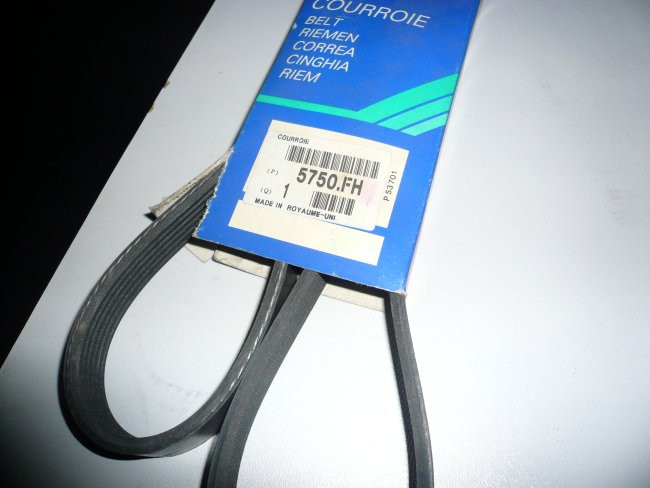 COURROIE
BELT
RIEMEN
CORREA
CINGHIA
RIEM
COURROIE
(P) 5750.FH
(Q) 1
MADE IN ROYAUME-UNI
P 53701